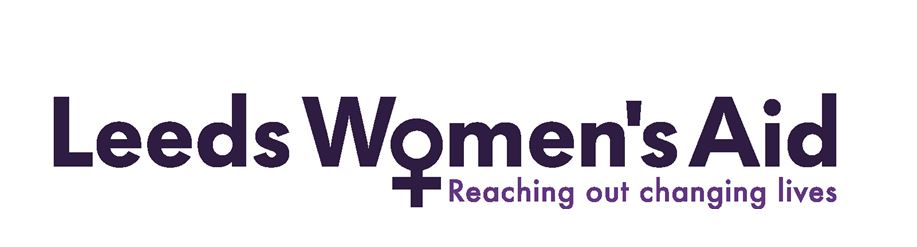 Leeds Women's Aid
Reaching out changing lives